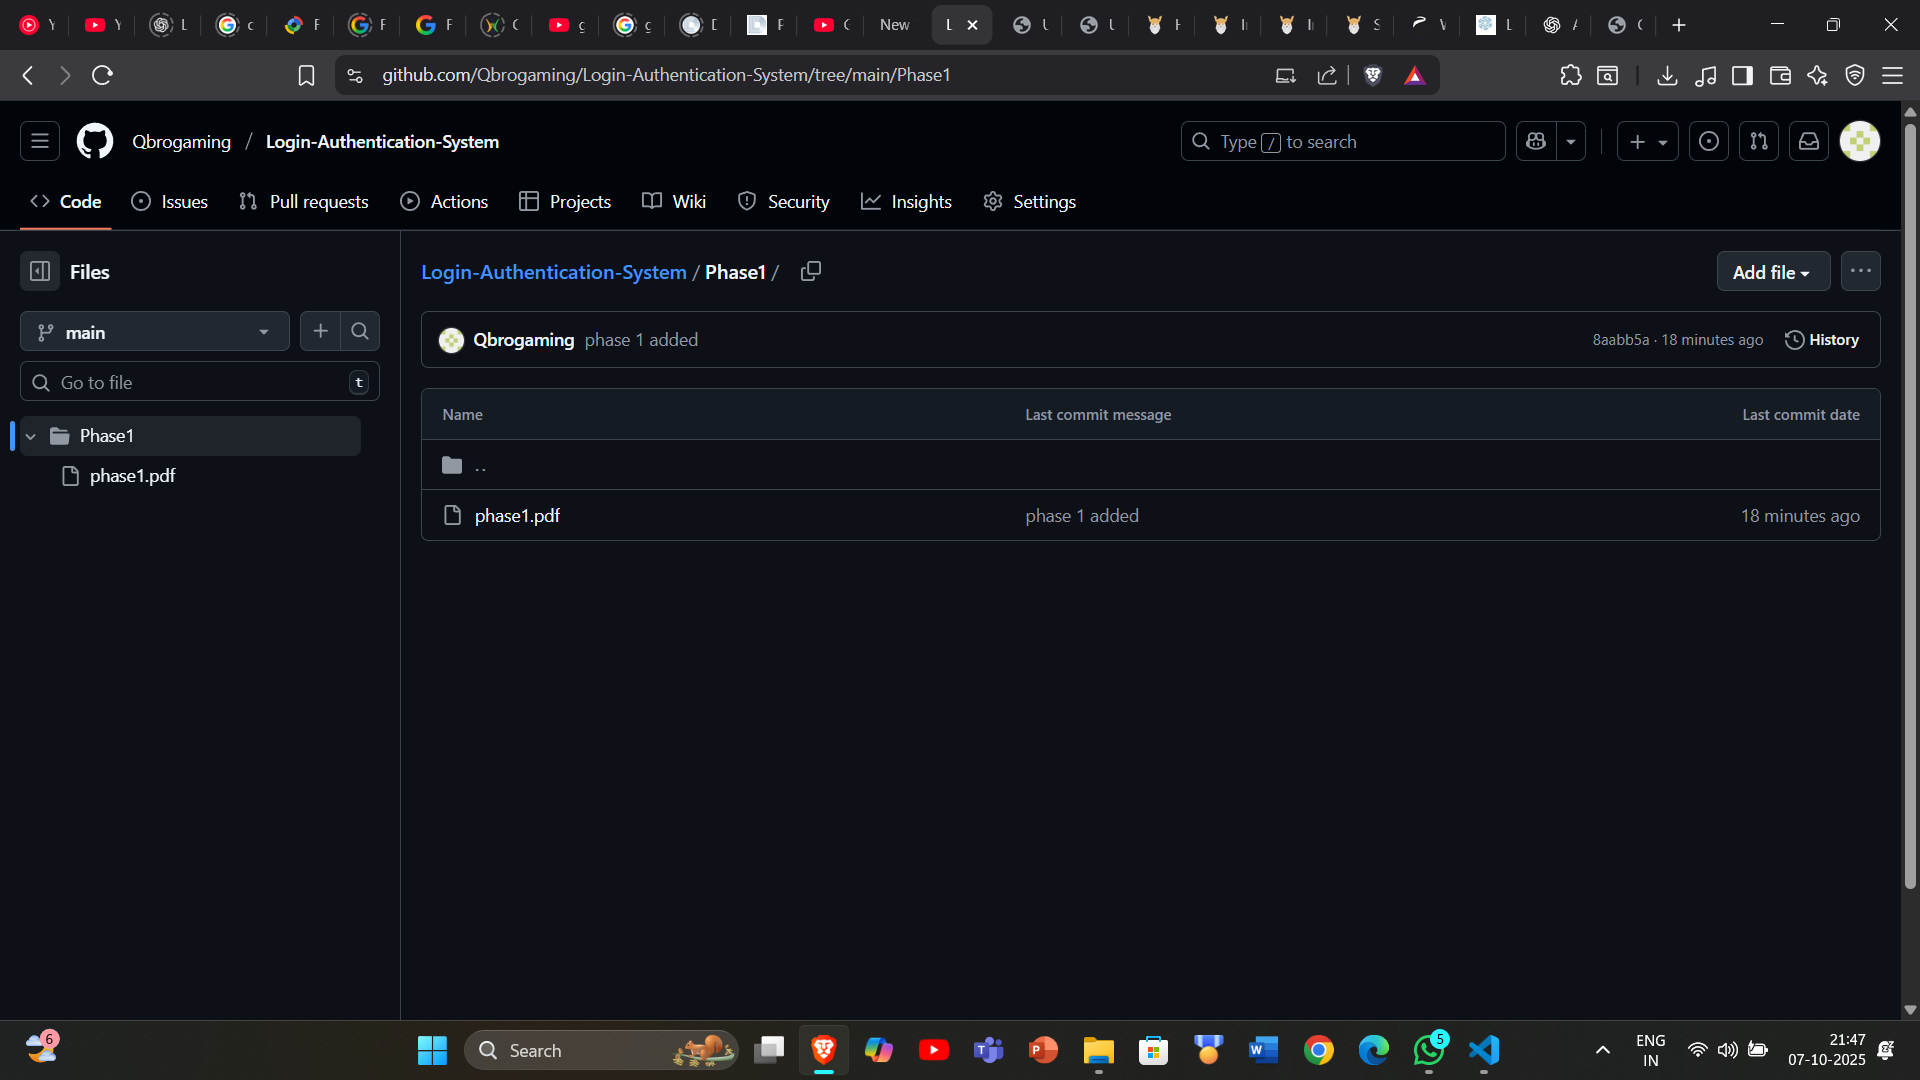 Y
Y
L
c
F
F
F
C
g
g
D
F
C
New
L
U
U
F
Iı
Iı
S
V
L
A
C
github.com/Qbrogaming/Login-Authentication-System/tree/main/Phase1
Qbrogaming / Login-Authentication-System
Type / to search
Code
Issues
Pull requests
Actions
Projects
Wiki
Security
Insights
Settings
Files
Login-Authentication-System / Phase1 /
Add file
main
Qbrogaming phase 1 added
8aabb5a · 18 minutes ago
History
Go to file
t
Name
Last commit message
Last commit date
Phase1
..
phase1.pdf
phase1.pdf
phase 1 added
18 minutes ago
6
Search
5
ENG
IN
21:47
07-10-2025